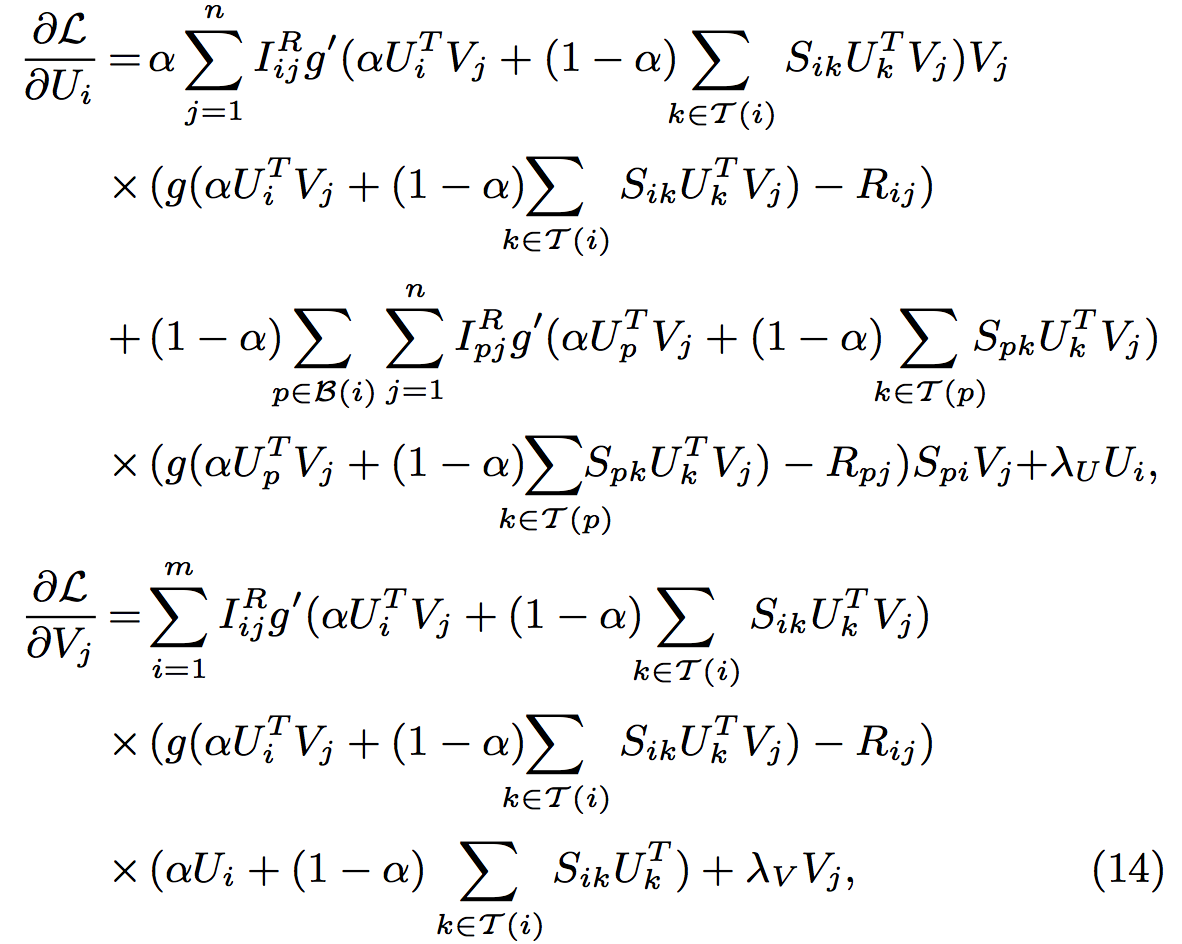 ∂ℒ/∂U_i = α ∑_{j=1}^{n} I_{ij}^R g′(αU_i^T V_j + (1 − α) ∑_{k∈𝒯(i)} S_{ik}U_k^T V_j)V_j
× (g(αU_i^T V_j + (1 − α) ∑_{k∈𝒯(i)} S_{ik}U_k^T V_j) − R_{ij})
+ (1 − α) ∑_{p∈ℬ(i)} ∑_{j=1}^{n} I_{pj}^R g′(αU_p^T V_j + (1 − α) ∑_{k∈𝒯(p)} S_{pk}U_k^T V_j)
× (g(αU_p^T V_j + (1 − α) ∑_{k∈𝒯(p)} S_{pk}U_k^T V_j) − R_{pj})S_{pi}V_j + λ_U U_i,
∂ℒ/∂V_j = ∑_{i=1}^{m} I_{ij}^R g′(αU_i^T V_j + (1 − α) ∑_{k∈𝒯(i)} S_{ik}U_k^T V_j)
× (g(αU_i^T V_j + (1 − α) ∑_{k∈𝒯(i)} S_{ik}U_k^T V_j) − R_{ij})
× (αU_i + (1 − α) ∑_{k∈𝒯(i)} S_{ik}U_k^T) + λ_V V_j, (14)